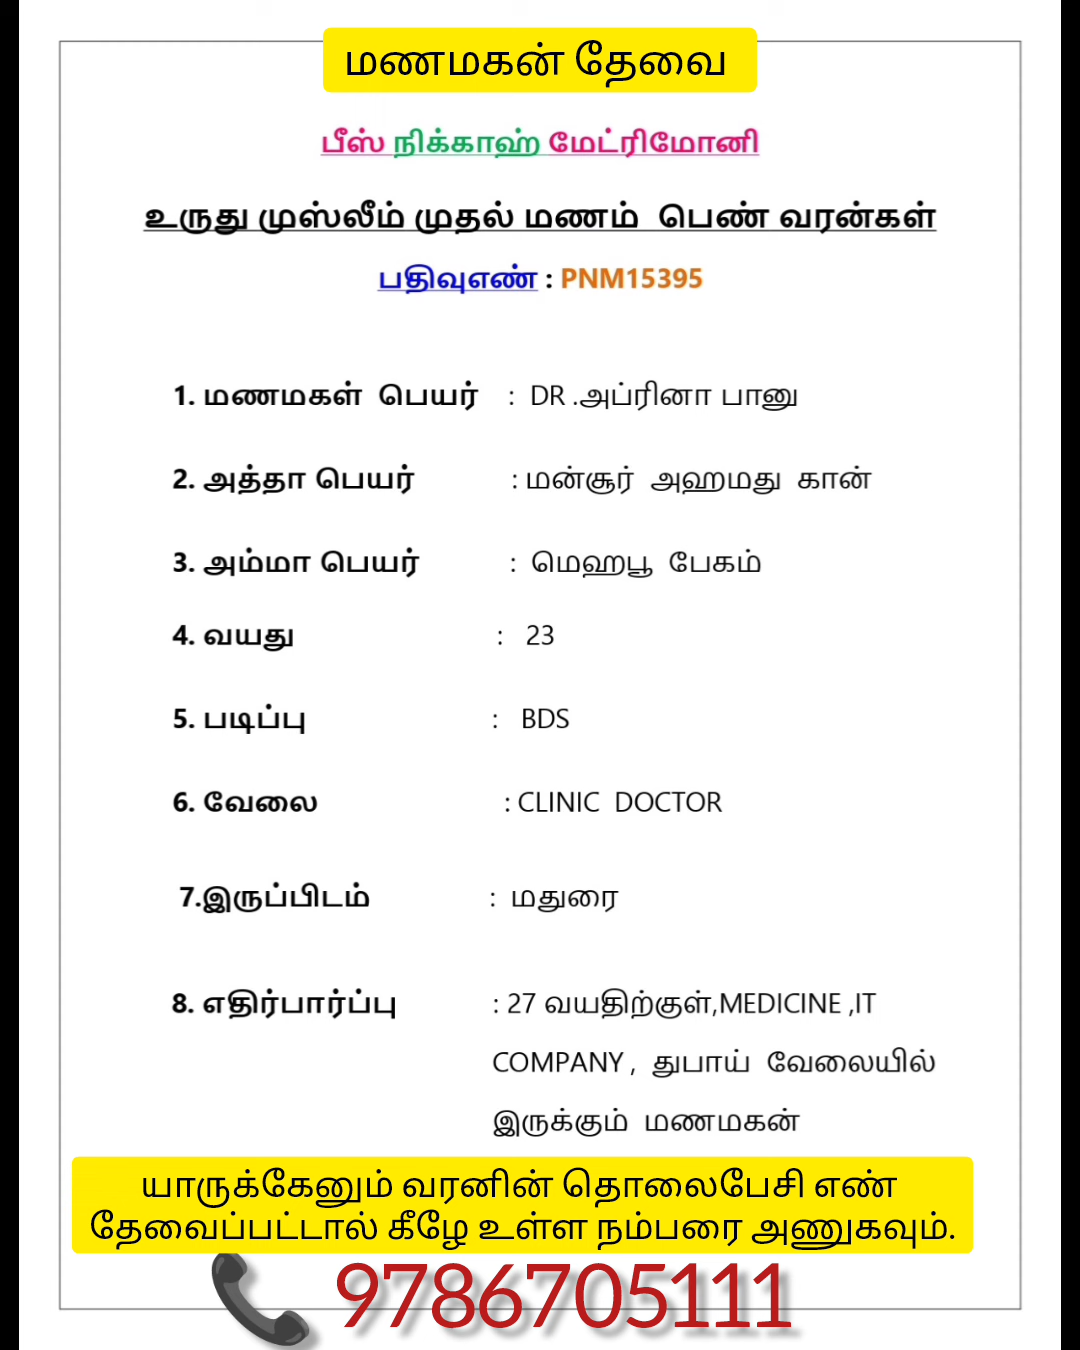 மணமகன் தேவை
பீஸ் நிக்காஹ் மேட்ரிமோனி
உருது முஸ்லீம் முதல் மணம் பெண் வரன்கள்
பதிவுஎண் : PNM15395
1. மணமகள் பெயர் : DR .அப்ரினா பானு
2. அத்தா பெயர் : மன்சூர் அஹமது கான்
3. அம்மா பெயர் : மெஹபூ பேகம்
4. வயது : 23
5. படிப்பு : BDS
6. வேலை : CLINIC DOCTOR
7.இருப்பிடம் : மதுரை
8. எதிர்பார்ப்பு : 27 வயதிற்குள்,MEDICINE ,IT
COMPANY , துபாய் வேலையில்
இருக்கும் மணமகன்
யாருக்கேனும் வரனின் தொலைபேசி எண்
தேவைப்பட்டால் கீழே உள்ள நம்பரை அணுகவும்.
9786705111